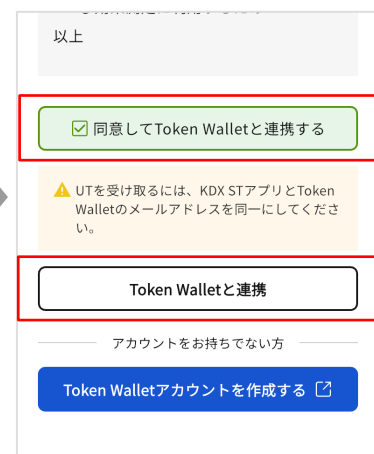 以上
同意してToken Walletと連携する
UTを受け取るには、KDX STアプリとToken
Walletのメールアドレスを同一にしてくださ
い。
Token Walletと連携
アカウントをお持ちでない方
Token Walletアカウントを作成する